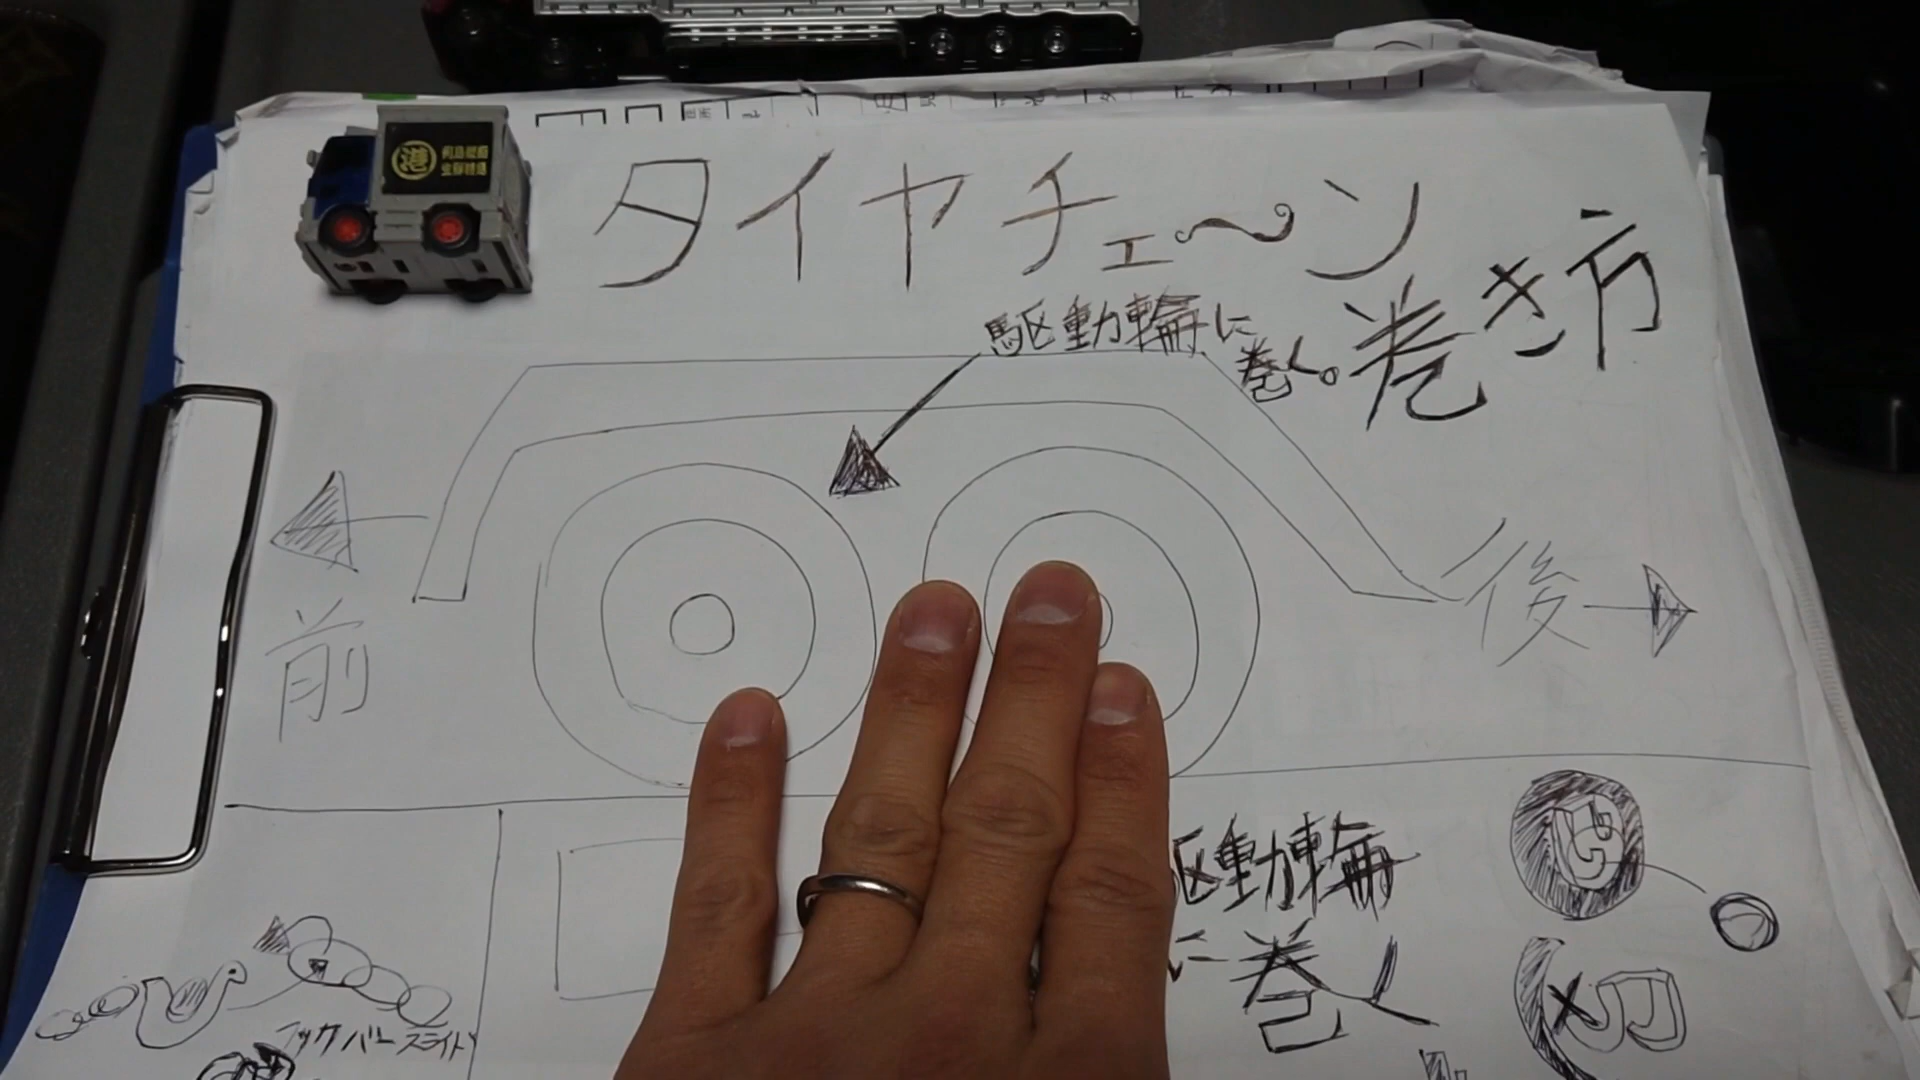 タイヤチェ〜ン
巻き方
駆動輪に
巻く。
前
後
駆動輪
に巻く
フックバースライド